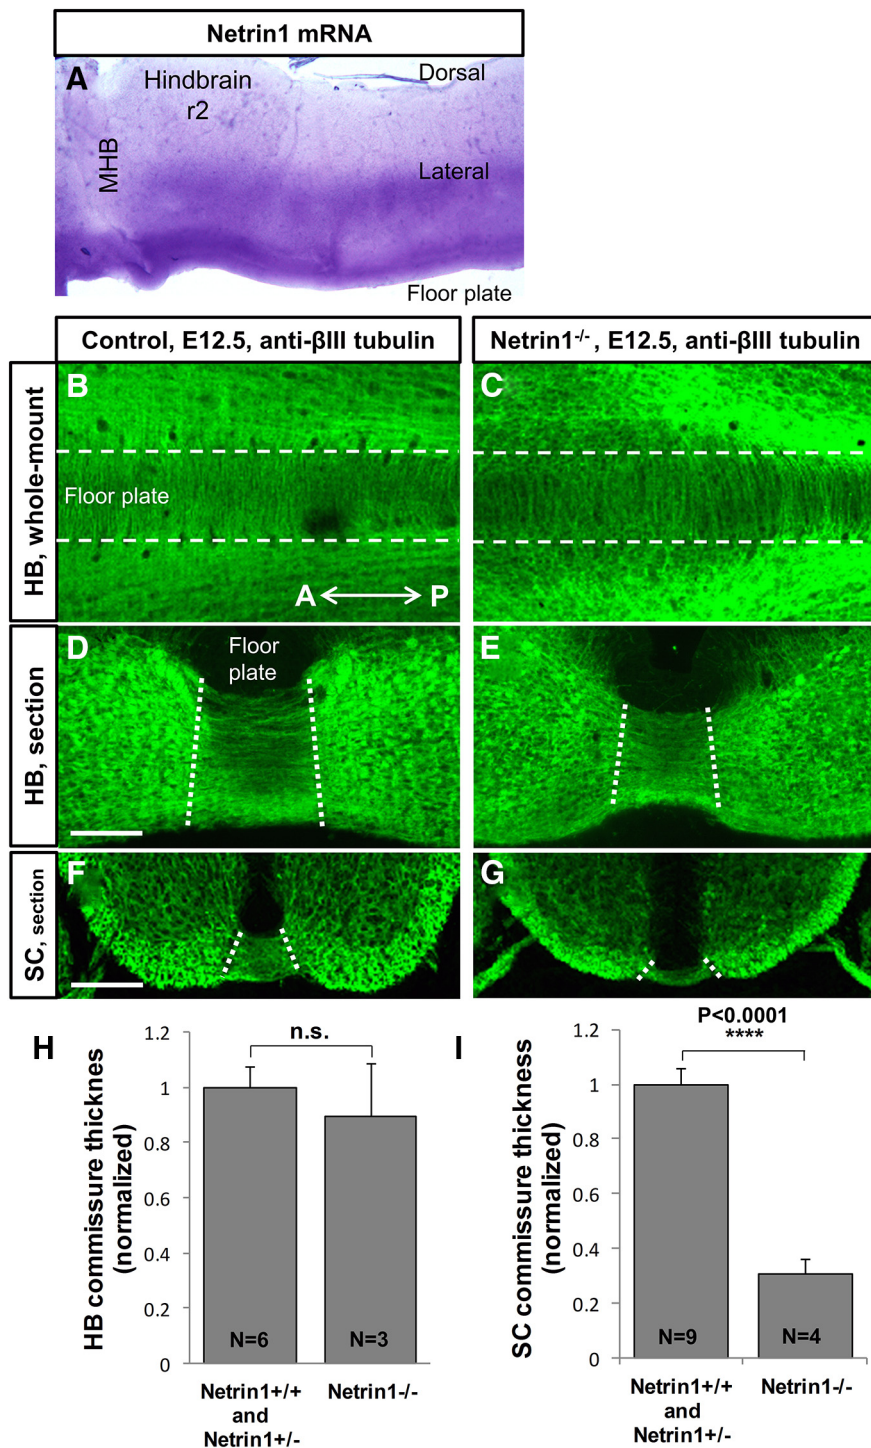 Netrin1 mRNA
A
Hindbrain
r2
Dorsal
MHB
Lateral
Floor plate
Control, E12.5, anti-βIII tubulin
Netrin1-/-, E12.5, anti-βIII tubulin
HB, whole-mount
B
C
Floor plate
A P
HB, section
D
Floor
plate
E
SC, section
F
G
H
HB commissure thicknes
(normalized)
1.2
1
0.8
0.6
0.4
0.2
0
n.s.
N=6
N=3
Netrin1+/+
and
Netrin1+/-
Netrin1-/-
I
SC commissure thickness
(normalized)
1.2
1
0.8
0.6
0.4
0.2
0
P<0.0001
****
N=9
N=4
Netrin1+/+
and
Netrin1+/-
Netrin1-/-